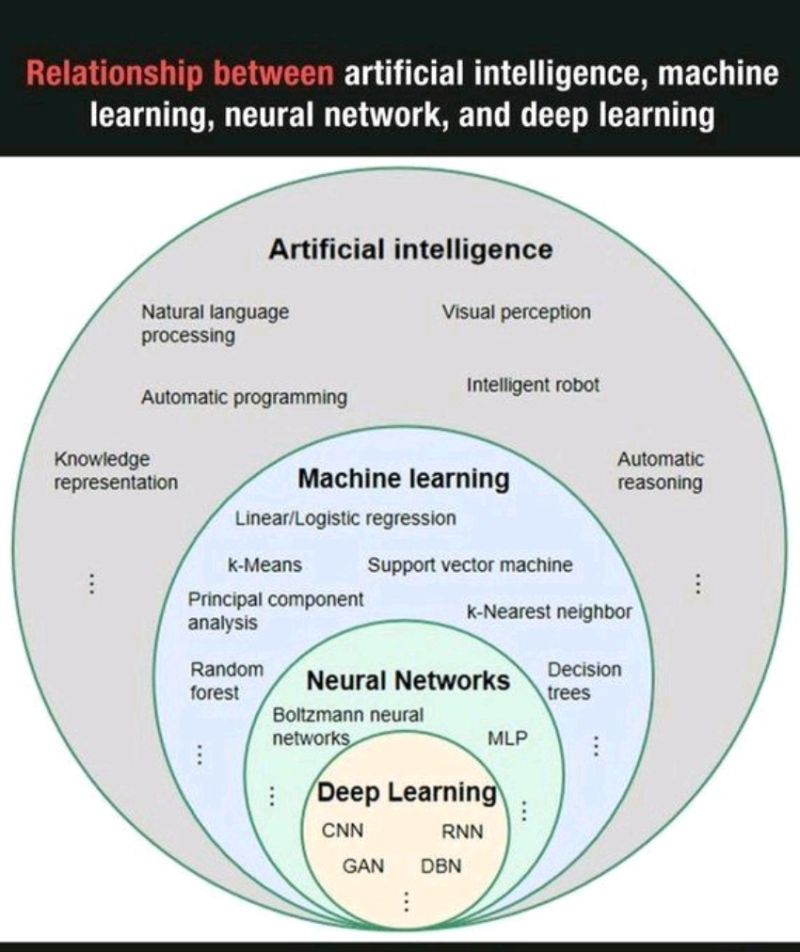 Relationship between artificial intelligence, machine
learning, neural network, and deep learning
Artificial intelligence
Natural language
processing
Visual perception
Automatic programming
Intelligent robot
Knowledge
representation
Automatic
reasoning
Machine learning
Linear/Logistic regression
k-Means
Support vector machine
Principal component
analysis
k-Nearest neighbor
Random
forest
Decision
trees
Neural Networks
Boltzmann neural
networks
MLP
Deep Learning
CNN
RNN
GAN
DBN